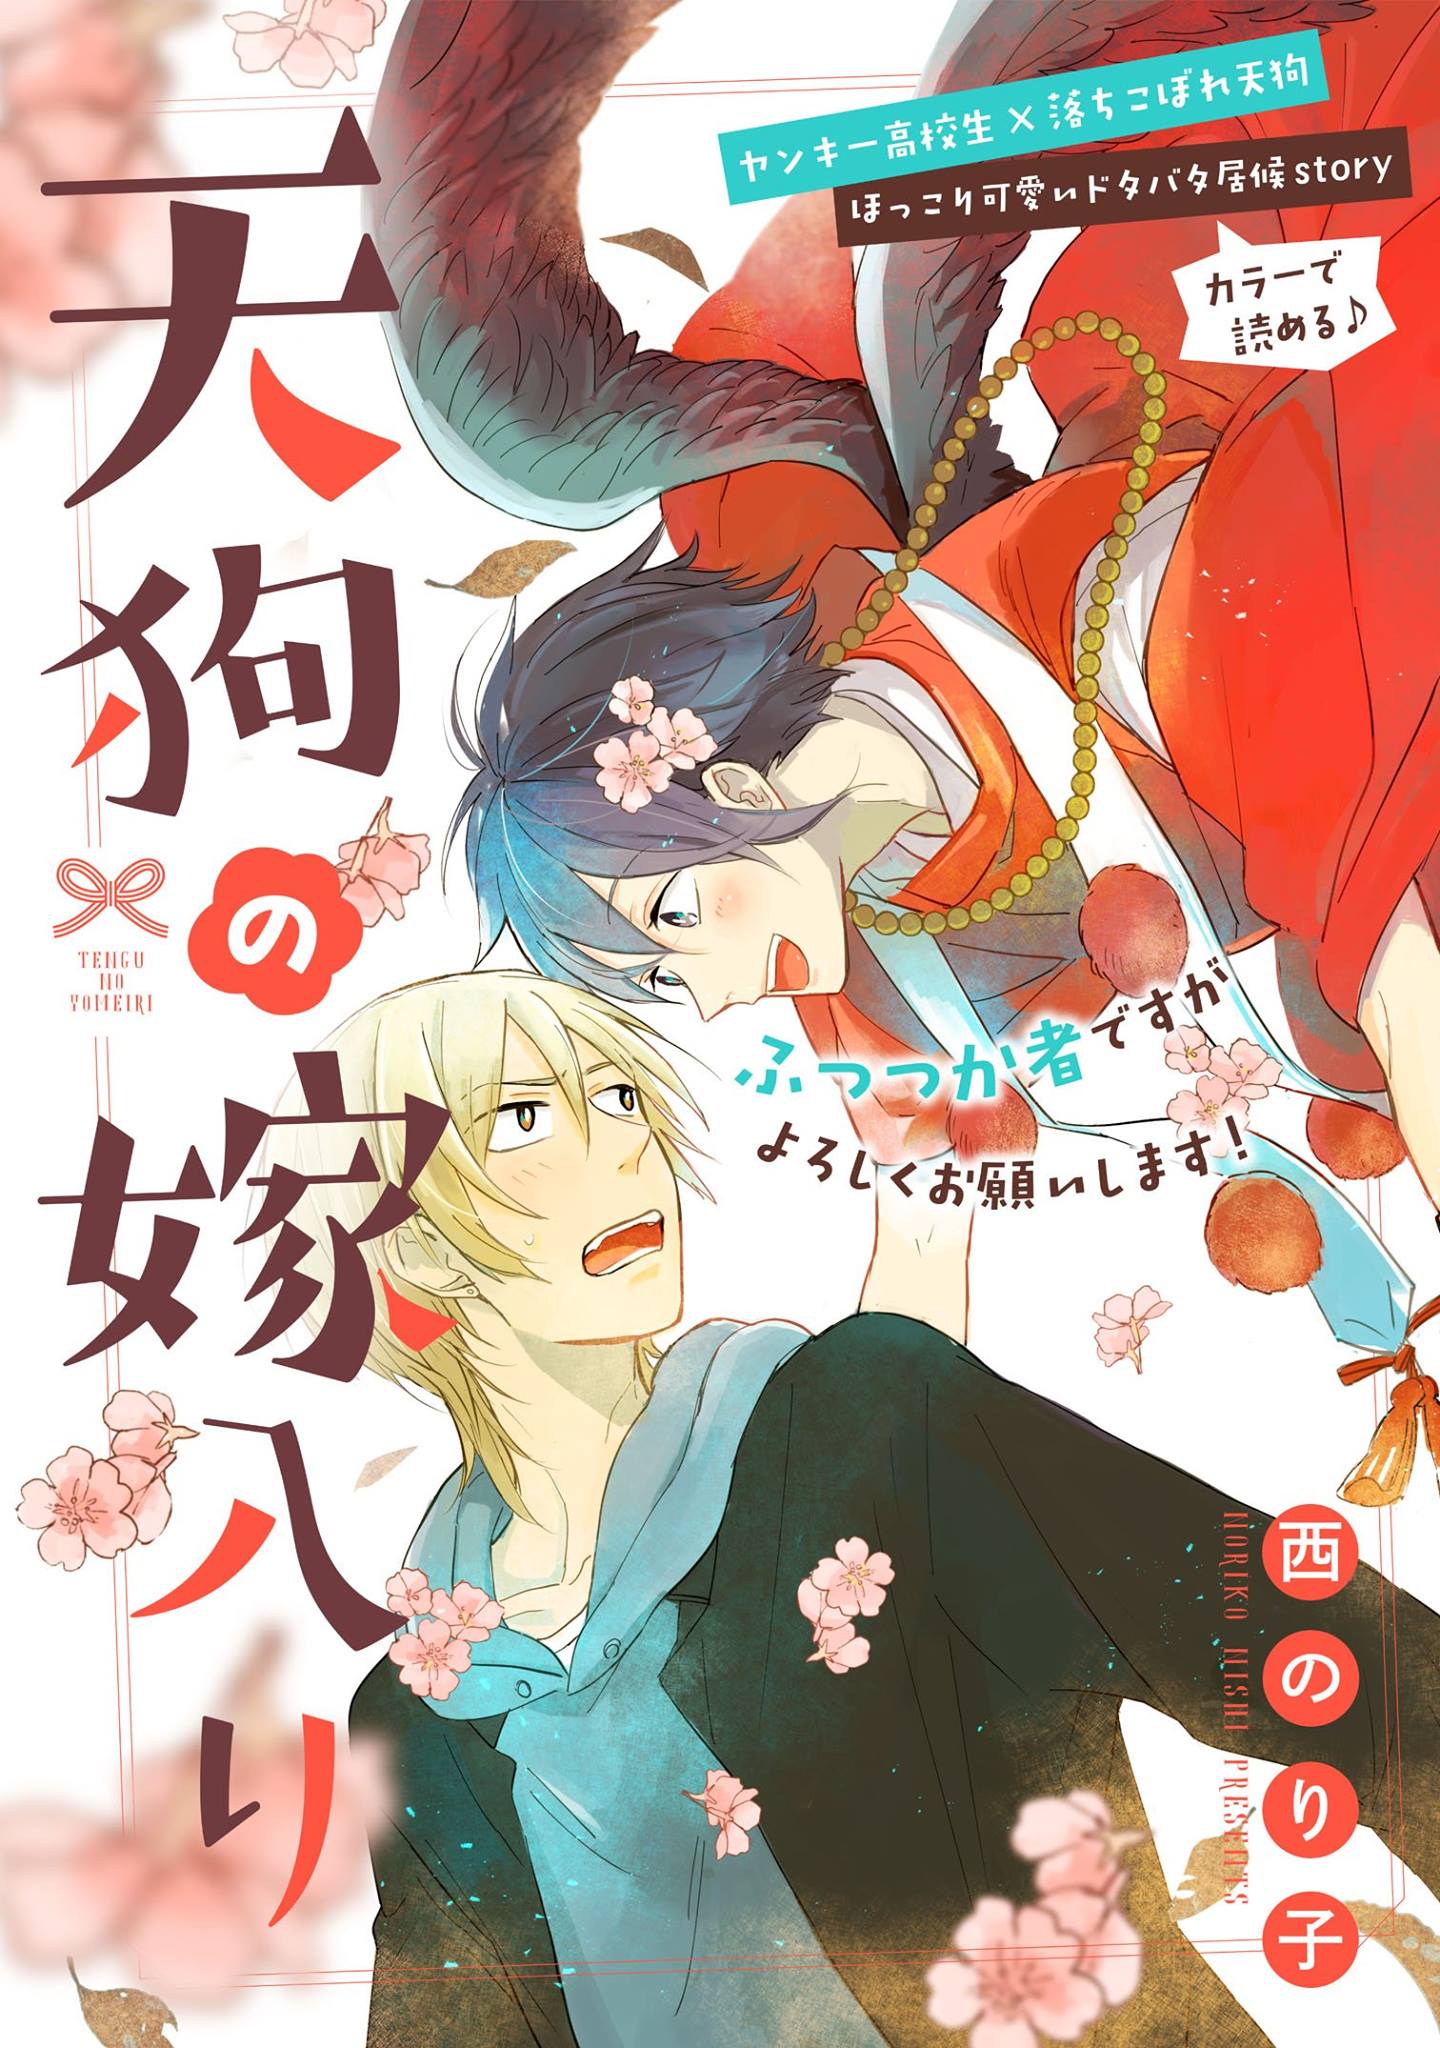 ヤンキー高校生×落ちこぼれ天狗
ほっこり可愛いドタバタ居候story
カラーで
読める♪
天狗の嫁入り
TENGU
NO
YOMEIRI
ふつつか者ですが
よろしくお願いします!
西のり子
NORIKO NISHI PRESENTS